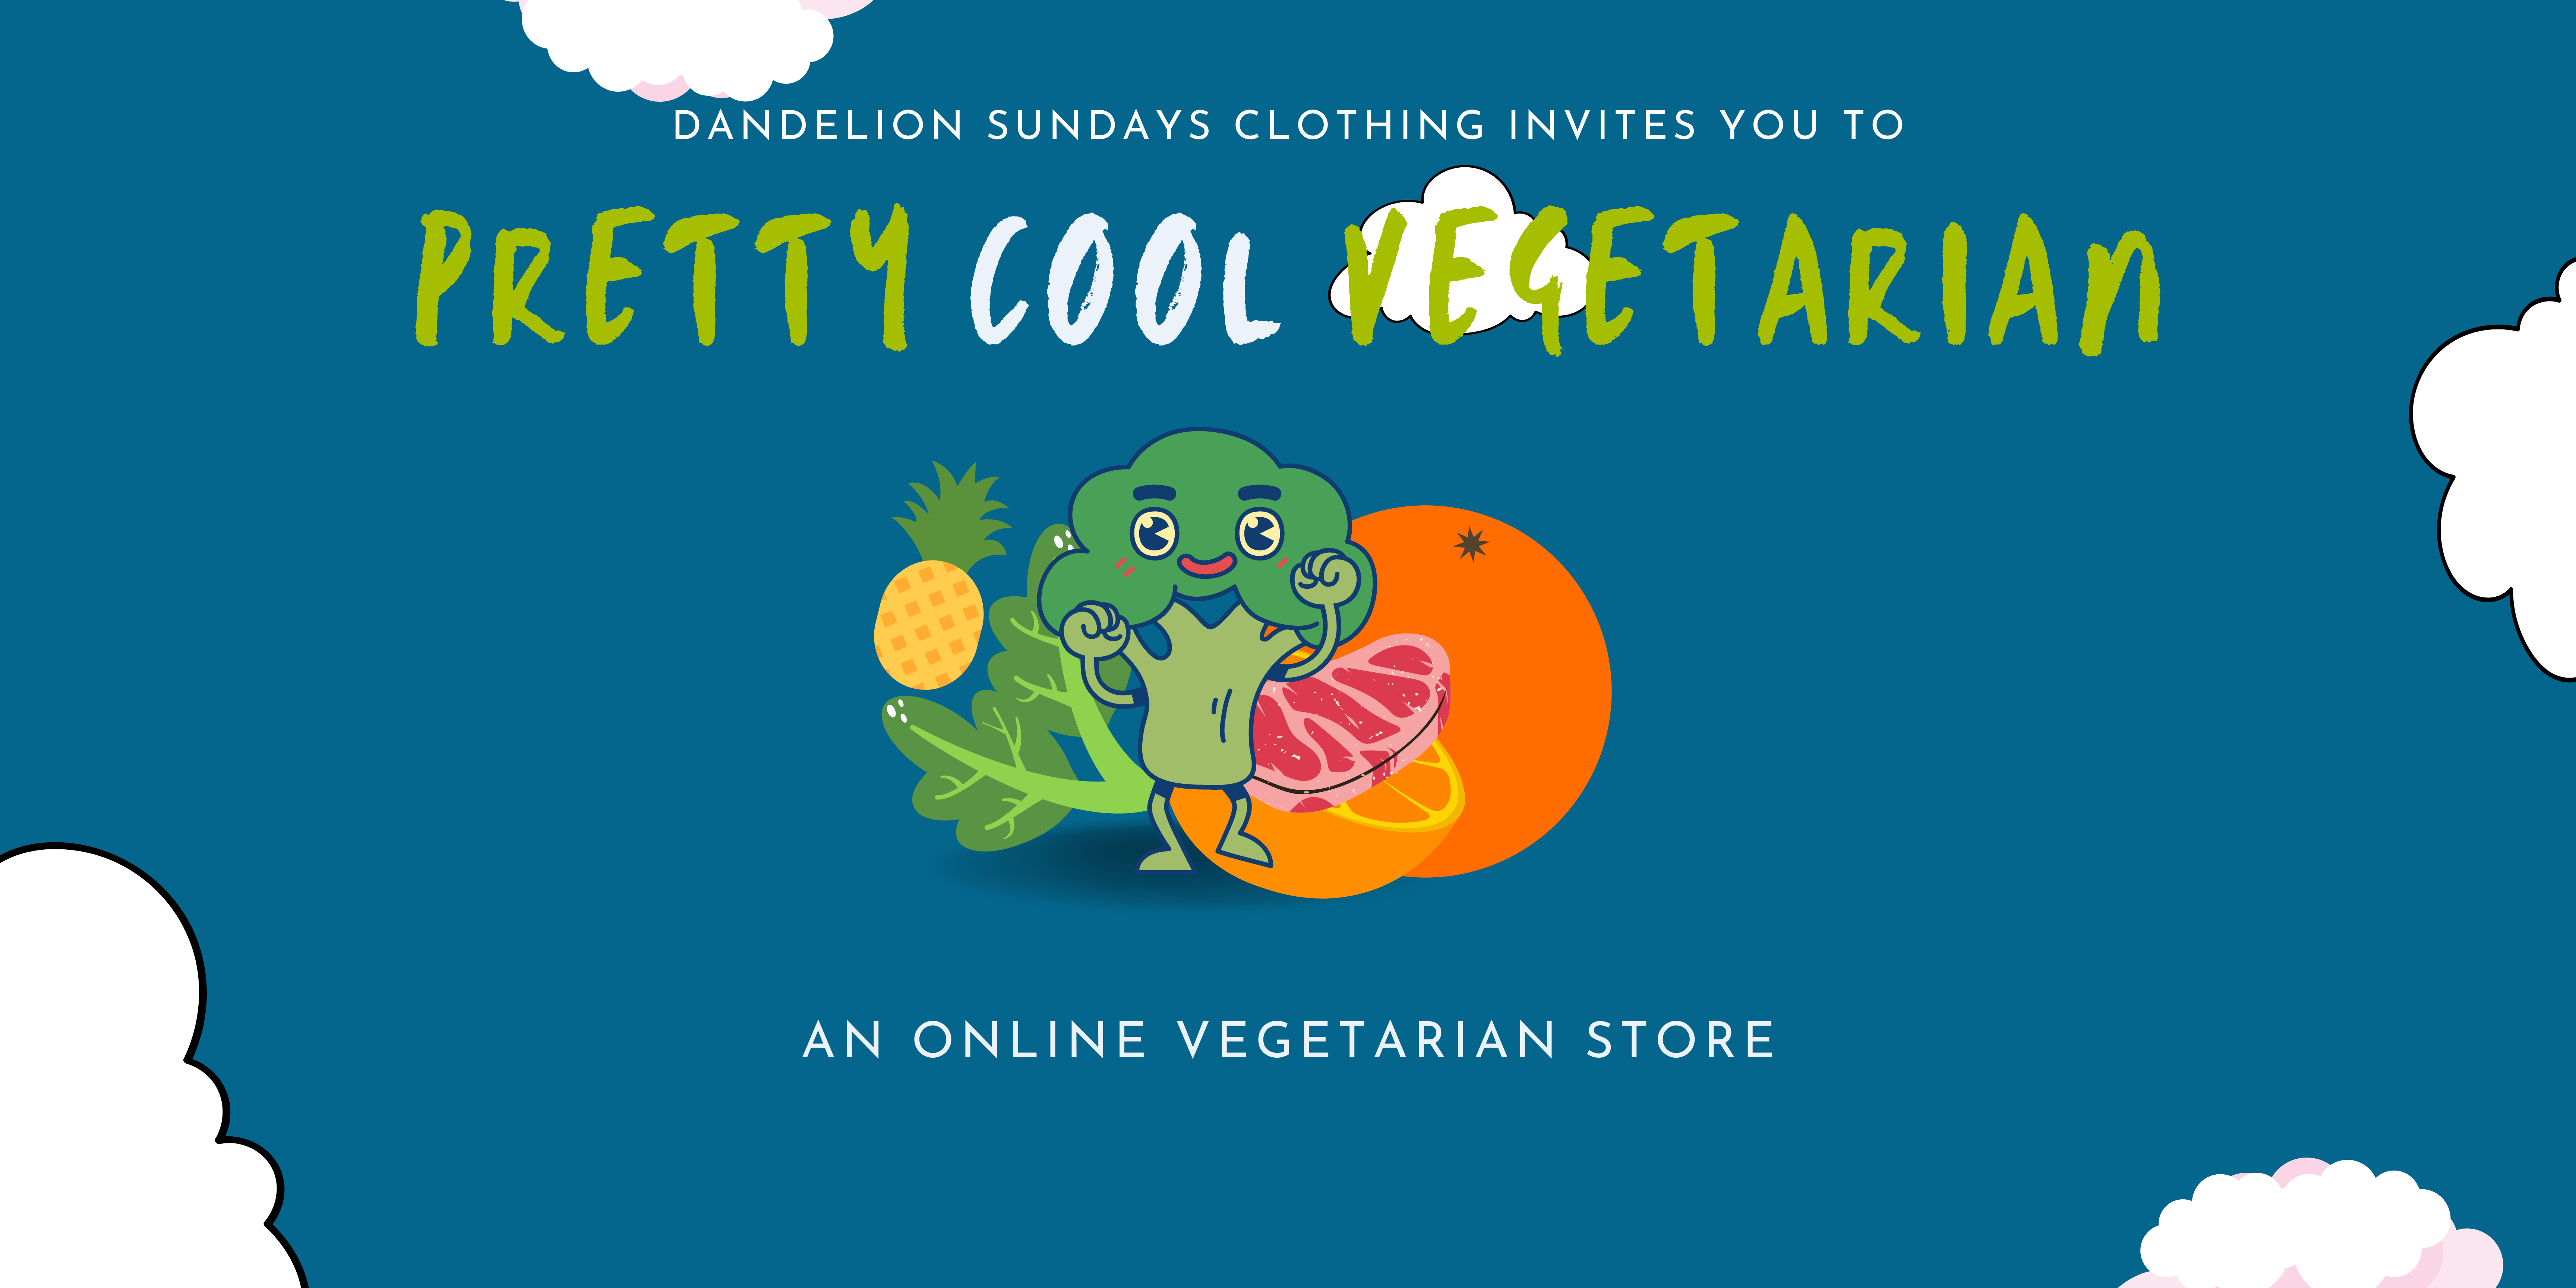 DANDELION SUNDAYS CLOTHING INVITES YOU TO
PRETTY COOL VEGETARIAN
AN ONLINE VEGETARIAN STORE